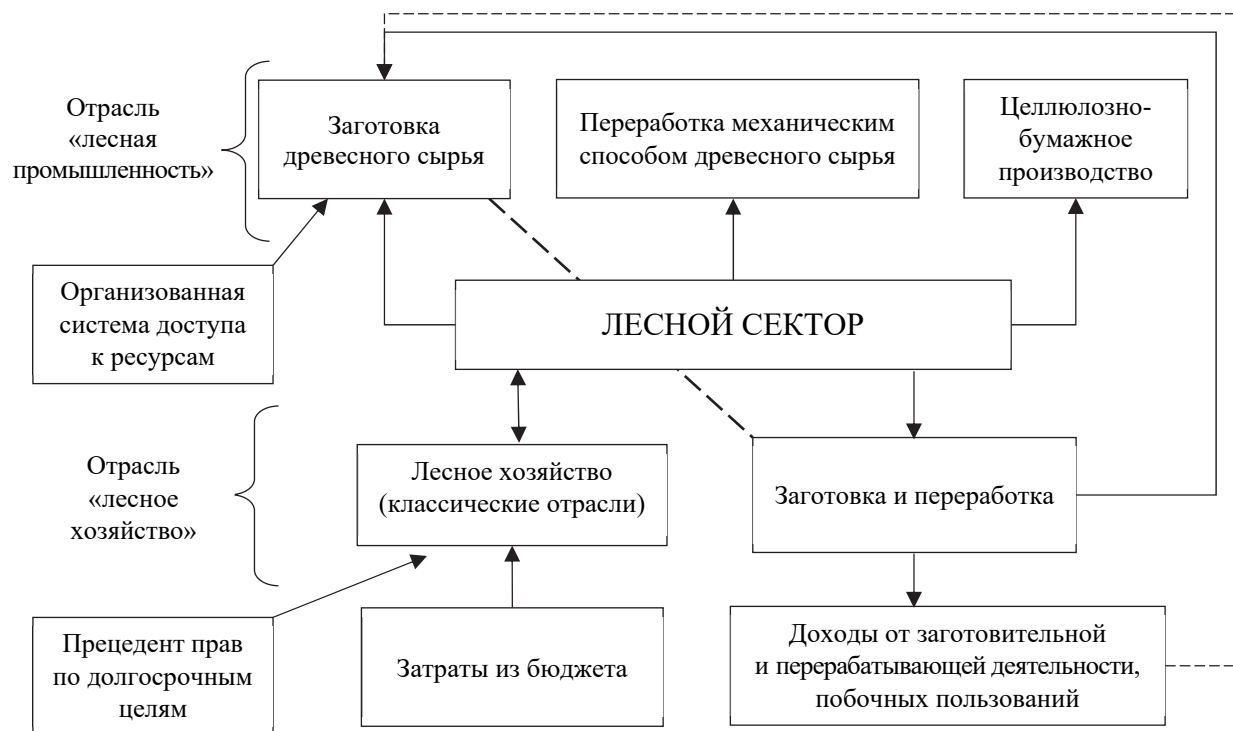 Отрасль
«лесная
промышленность»
Заготовка
древесного сырья
Переработка механическим
способом древесного сырья
Целлюлозно-
бумажное
производство
Организованная
система доступа
к ресурсам
ЛЕСНОЙ СЕКТОР
Отрасль
«лесное
хозяйство»
Лесное хозяйство
(классические отрасли)
Заготовка и переработка
Прецедент прав
по долгосрочным
целям
Затраты из бюджета
Доходы от заготовительной
и перерабатывающей деятельности,
побочных пользований